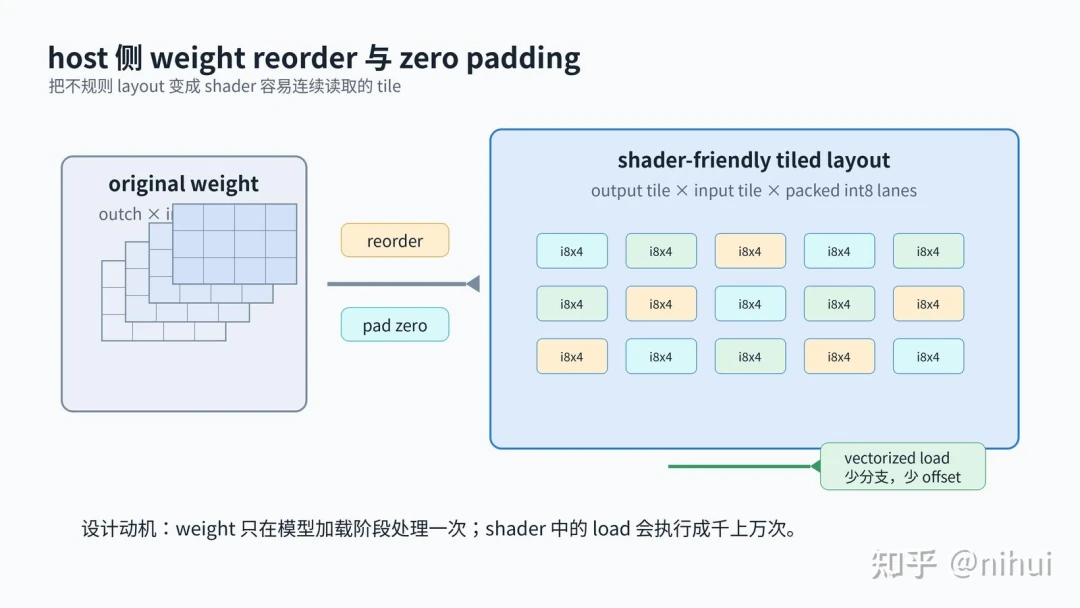 host 侧 weight reorder 与 zero padding
把不规则 layout 变成 shader 容易连续读取的 tile
original weight
outch ×
reorder
pad zero
shader-friendly tiled layout
output tile × input tile × packed int8 lanes
i8x4 i8x4 i8x4 i8x4 i8x4
i8x4 i8x4 i8x4 i8x4 i8x4
i8x4 i8x4 i8x4 i8x4 i8x4
vectorized load
少分支，少 offset
设计动机：weight 只在模型加载阶段处理一次；shader 中的 load 会执行成千上万次。
知乎 @nihui